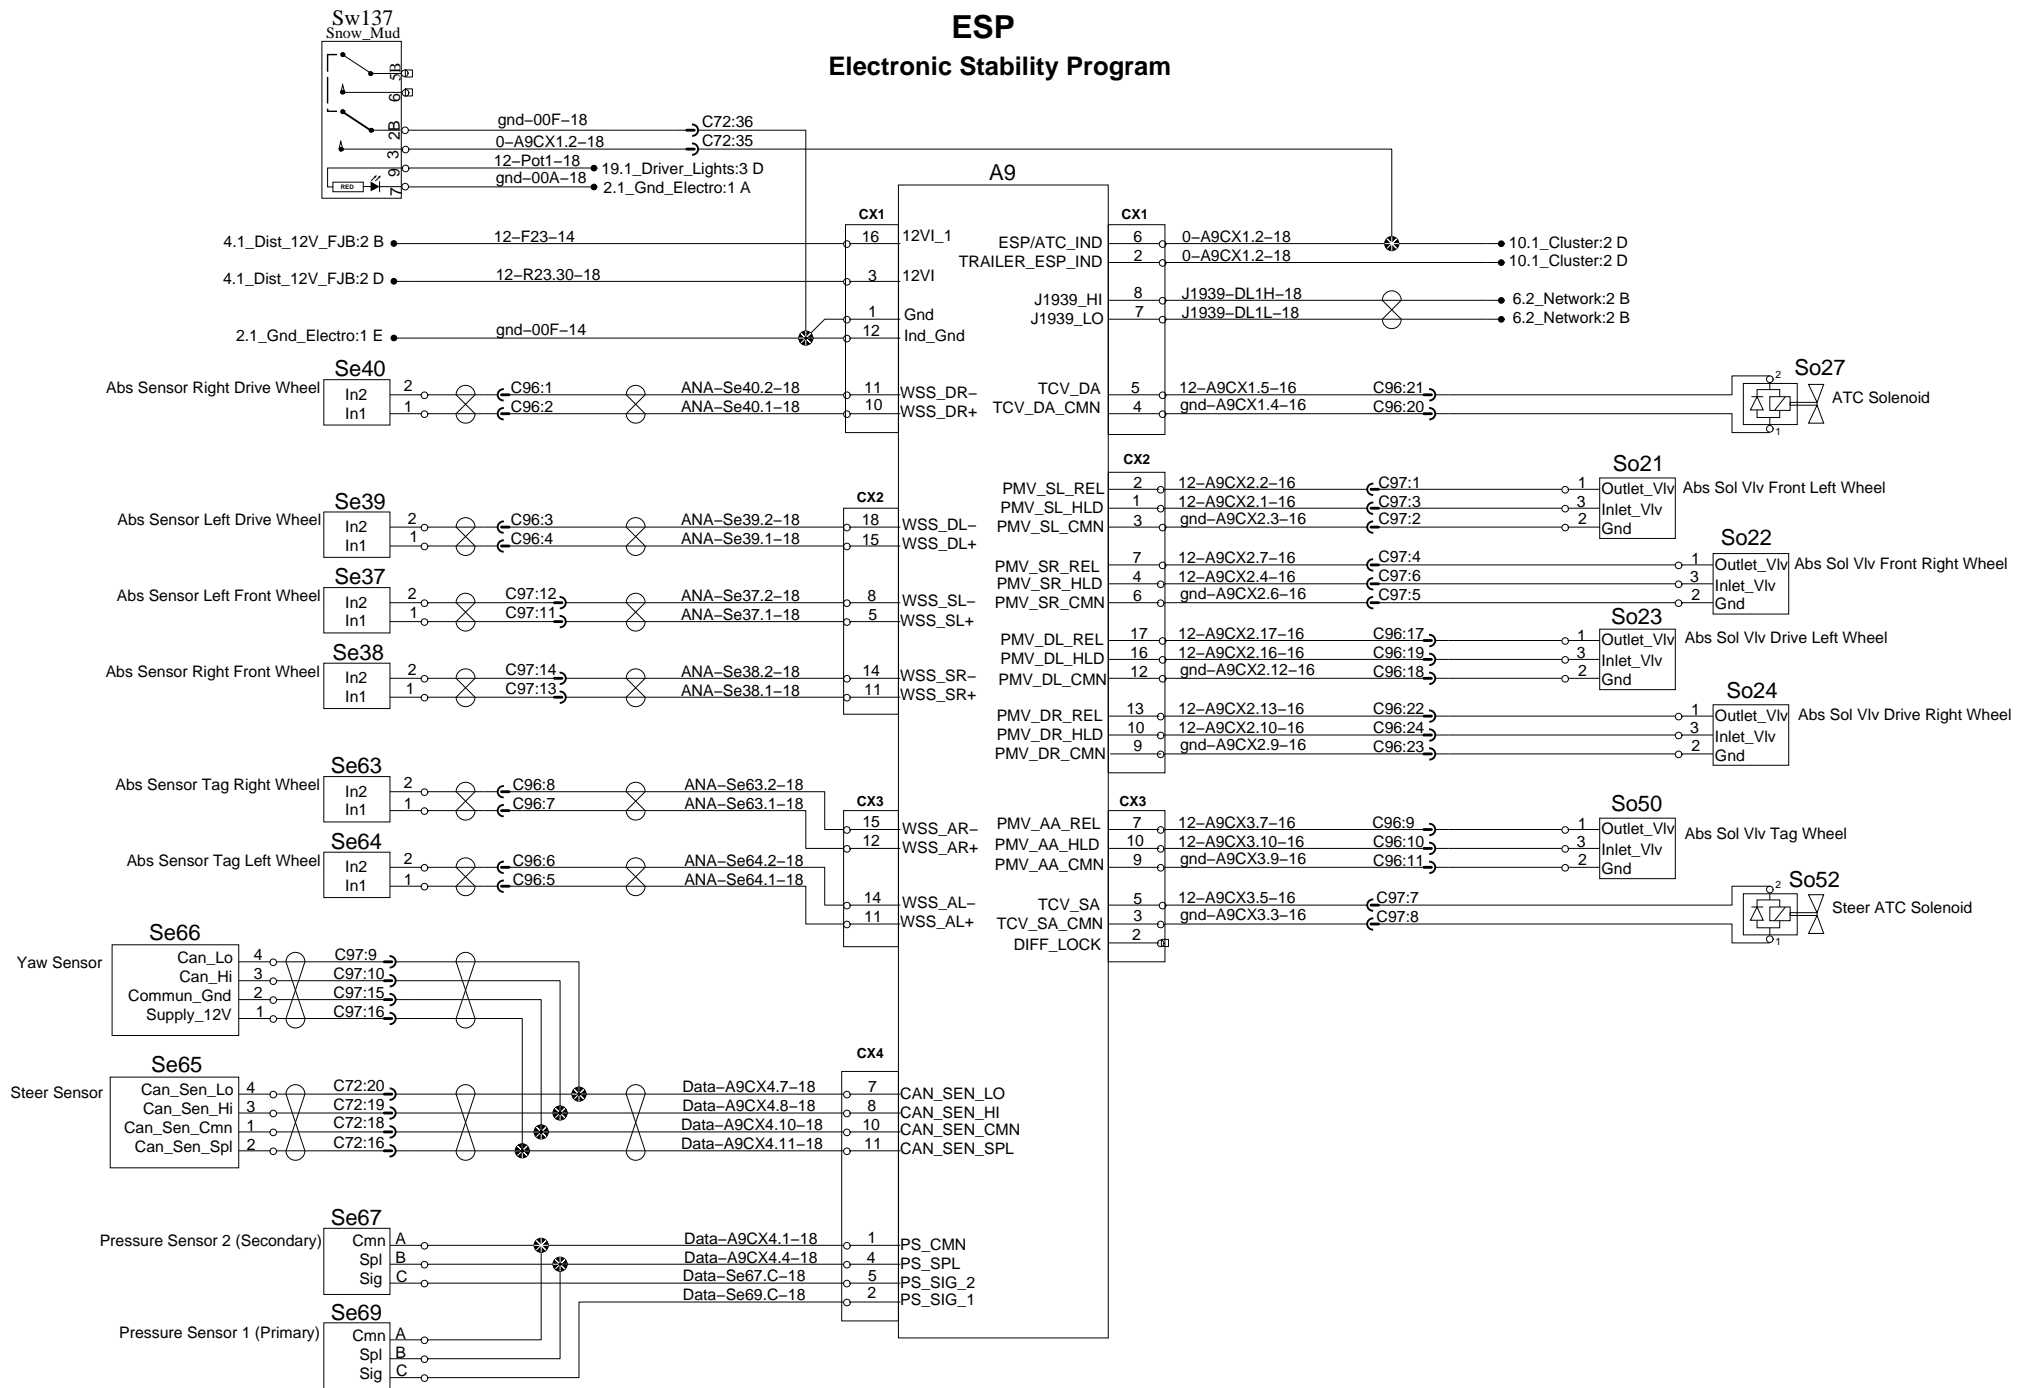 ESP
Electronic Stability Program
Sw137
Snow_Mud
5B
6
2B
3
9
7
RED
gnd-00F-18 C72:36
0-A9CX1.2-18 C72:35
12-Pot1-18 19.1_Driver_Lights:3 D
gnd-00A-18 2.1_Gnd_Electro:1 A
A9
CX1
4.1_Dist_12V_FJB:2 B 12-F23-14 16 12VI_1
4.1_Dist_12V_FJB:2 D 12-R23.30-18 3 12VI
1 Gnd
2.1_Gnd_Electro:1 E gnd-00F-14 12 Ind_Gnd
Se40
Abs Sensor Right Drive Wheel In2 2 C96:1 ANA-Se40.2-18 11 WSS_DR-
In1 1 C96:2 ANA-Se40.1-18 10 WSS_DR+
CX2
Se39
Abs Sensor Left Drive Wheel In2 2 C96:3 ANA-Se39.2-18 18 WSS_DL-
In1 1 C96:4 ANA-Se39.1-18 15 WSS_DL+
Se37
Abs Sensor Left Front Wheel In2 2 C97:12 ANA-Se37.2-18 8 WSS_SL-
In1 1 C97:11 ANA-Se37.1-18 5 WSS_SL+
Se38
Abs Sensor Right Front Wheel In2 2 C97:14 ANA-Se38.2-18 14 WSS_SR-
In1 1 C97:13 ANA-Se38.1-18 11 WSS_SR+
Se63
Abs Sensor Tag Right Wheel In2 2 C96:8 ANA-Se63.2-18
In1 1 C96:7 ANA-Se63.1-18
CX3
15 WSS_AR-
12 WSS_AR+
Se64
Abs Sensor Tag Left Wheel In2 2 C96:6 ANA-Se64.2-18
In1 1 C96:5 ANA-Se64.1-18
14 WSS_AL-
11 WSS_AL+
Se66
Yaw Sensor Can_Lo 4 C97:9
Can_Hi 3 C97:10
Commun_Gnd 2 C97:15
Supply_12V 1 C97:16
CX4
Se65
Steer Sensor Can_Sen_Lo 4 C72:20 Data-A9CX4.7-18 7 CAN_SEN_LO
Can_Sen_Hi 3 C72:19 Data-A9CX4.8-18 8 CAN_SEN_HI
Can_Sen_Cmn 1 C72:18 Data-A9CX4.10-18 10 CAN_SEN_CMN
Can_Sen_Spl 2 C72:16 Data-A9CX4.11-18 11 CAN_SEN_SPL
Se67
Pressure Sensor 2 (Secondary) Cmn A Data-A9CX4.1-18 1 PS_CMN
Spl B Data-A9CX4.4-18 4 PS_SPL
Sig C Data-Se67.C-18 5 PS_SIG_2
Data-Se69.C-18 2 PS_SIG_1
Se69
Pressure Sensor 1 (Primary) Cmn A
Spl B
Sig C
CX1
ESP/ATC_IND 6 0-A9CX1.2-18 10.1_Cluster:2 D
TRAILER_ESP_IND 2 0-A9CX1.2-18 10.1_Cluster:2 D
J1939_HI 8 J1939-DL1H-18 6.2_Network:2 B
J1939_LO 7 J1939-DL1L-18 6.2_Network:2 B
So27
TCV_DA 5 12-A9CX1.5-16 C96:21 2 ATC Solenoid
TCV_DA_CMN 4 gnd-A9CX1.4-16 C96:20 1
CX2
So21
PMV_SL_REL 2 12-A9CX2.2-16 C97:1 1 Outlet_Vlv Abs Sol Vlv Front Left Wheel
PMV_SL_HLD 1 12-A9CX2.1-16 C97:3 3 Inlet_Vlv
PMV_SL_CMN 3 gnd-A9CX2.3-16 C97:2 2 Gnd
So22
PMV_SR_REL 7 12-A9CX2.7-16 C97:4 1 Outlet_Vlv Abs Sol Vlv Front Right Wheel
PMV_SR_HLD 4 12-A9CX2.4-16 C97:6 3 Inlet_Vlv
PMV_SR_CMN 6 gnd-A9CX2.6-16 C97:5 2 Gnd
So23
PMV_DL_REL 17 12-A9CX2.17-16 C96:17 1 Outlet_Vlv Abs Sol Vlv Drive Left Wheel
PMV_DL_HLD 16 12-A9CX2.16-16 C96:19 3 Inlet_Vlv
PMV_DL_CMN 12 gnd-A9CX2.12-16 C96:18 2 Gnd
So24
PMV_DR_REL 13 12-A9CX2.13-16 C96:22 1 Outlet_Vlv Abs Sol Vlv Drive Right Wheel
PMV_DR_HLD 10 12-A9CX2.10-16 C96:24 3 Inlet_Vlv
PMV_DR_CMN 9 gnd-A9CX2.9-16 C96:23 2 Gnd
CX3
So50
PMV_AA_REL 7 12-A9CX3.7-16 C96:9 1 Outlet_Vlv Abs Sol Vlv Tag Wheel
PMV_AA_HLD 10 12-A9CX3.10-16 C96:10 3 Inlet_Vlv
PMV_AA_CMN 9 gnd-A9CX3.9-16 C96:11 2 Gnd
So52
TCV_SA 5 12-A9CX3.5-16 C97:7 2 Steer ATC Solenoid
TCV_SA_CMN 3 gnd-A9CX3.3-16 C97:8 1
DIFF_LOCK 2